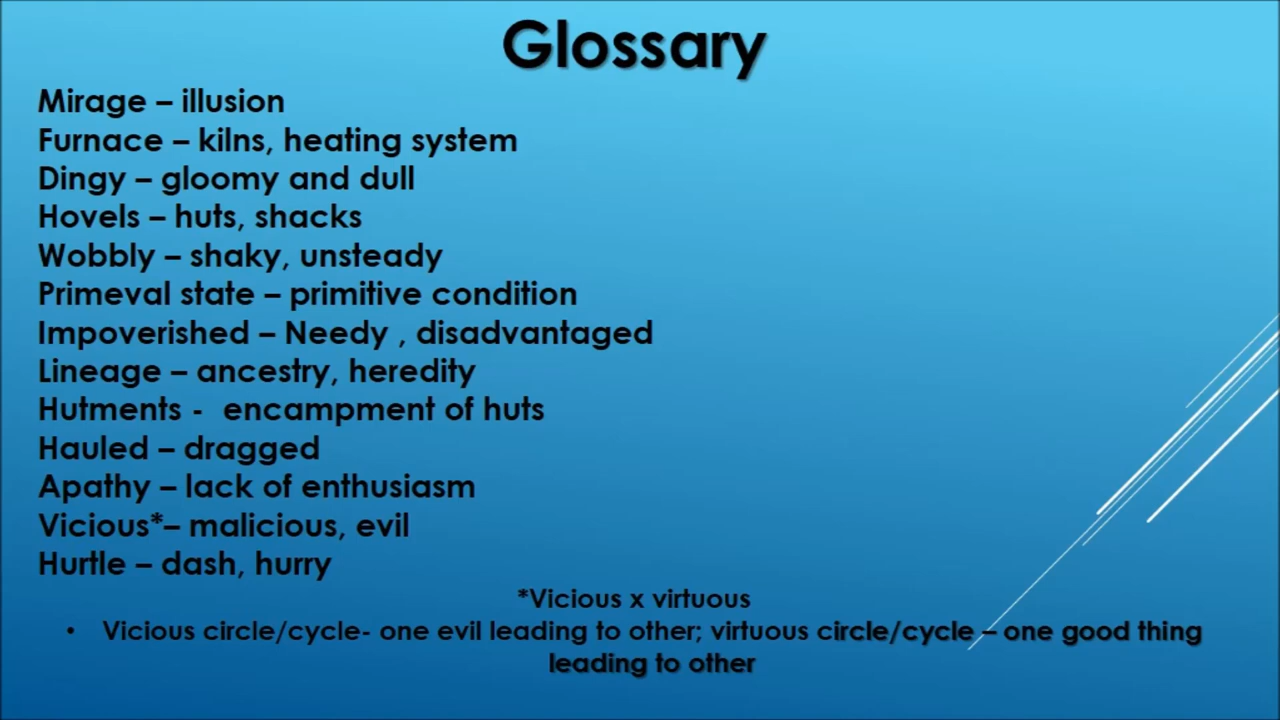 Glossary
Mirage – illusion
Furnace – kilns, heating system
Dingy – gloomy and dull
Hovels – huts, shacks
Wobbly – shaky, unsteady
Primeval state – primitive condition
Impoverished – Needy , disadvantaged
Lineage – ancestry, heredity
Hutments - encampment of huts
Hauled – dragged
Apathy – lack of enthusiasm
Vicious*– malicious, evil
Hurtle – dash, hurry
*Vicious x virtuous
• Vicious circle/cycle- one evil leading to other; virtuous circle/cycle – one good thing
leading to other